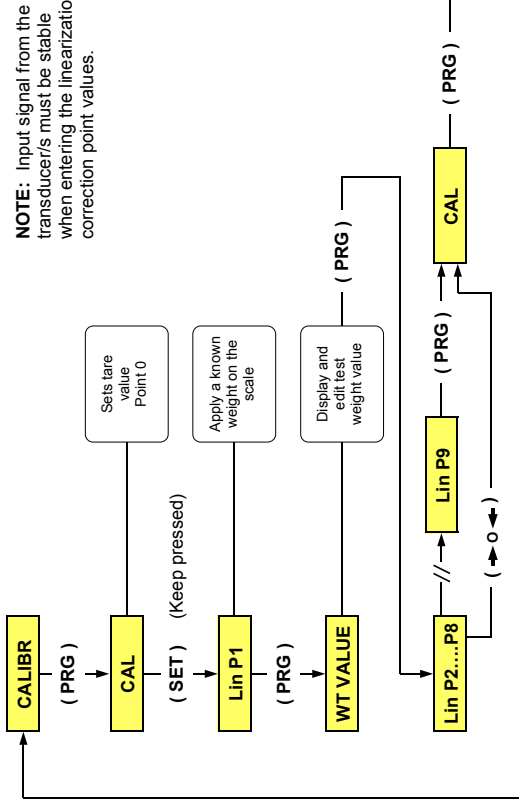 NOTE: Input signal from the
transducer/s must be stable
when entering the linearizatio
correction point values.
CALIBR
( PRG )
CAL
Sets tare
value
Point 0
( SET ) (Keep pressed)
Lin P1
Apply a known
weight on the
scale
( PRG )
WT VALUE
Display and
edit test
weight value
( PRG )
Lin P2....P8
//
Lin P9
( PRG )
CAL
( PRG )
( o )